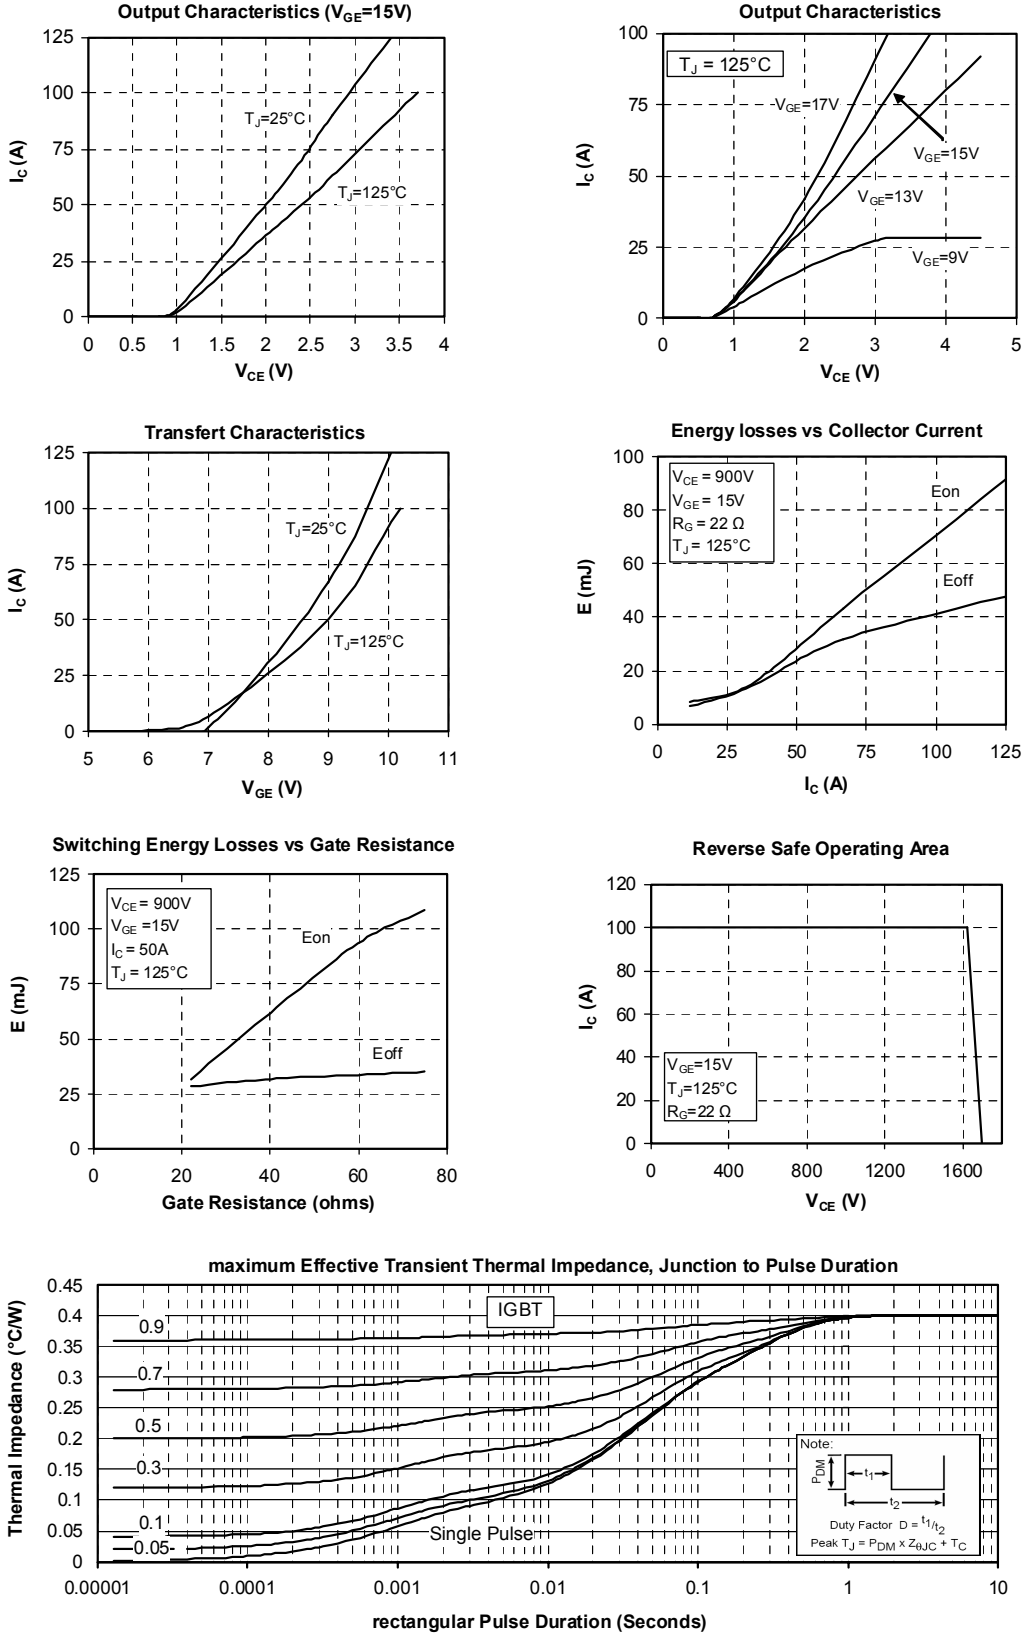 Output Characteristics (VGE=15V)
125
100
75
50
25
0
IC (A)
TJ=25°C
TJ=125°C
0 0.5 1 1.5 2 2.5 3 3.5 4
VCE (V)
Output Characteristics
100
75
50
25
0
IC (A)
TJ = 125°C
VGE=17V
VGE=15V
VGE=13V
VGE=9V
0 1 2 3 4 5
VCE (V)
Transfert Characteristics
125
100
75
50
25
0
IC (A)
TJ=25°C
TJ=125°C
5 6 7 8 9 10 11
VGE (V)
Energy losses vs Collector Current
100
80
60
40
20
0
E (mJ)
VCE = 900V
VGE = 15V
RG = 22 Ω
TJ = 125°C
Eon
Eoff
0 25 50 75 100 125
IC (A)
Switching Energy Losses vs Gate Resistance
125
100
75
50
25
0
E (mJ)
VCE = 900V
VGE =15V
IC = 50A
TJ = 125°C
Eon
Eoff
0 20 40 60 80
Gate Resistance (ohms)
Reverse Safe Operating Area
120
100
80
60
40
20
0
IC (A)
VGE=15V
TJ=125°C
RG=22 Ω
0 400 800 1200 1600
VCE (V)
maximum Effective Transient Thermal Impedance, Junction to Pulse Duration
0.45
0.4
0.35
0.3
0.25
0.2
0.15
0.1
0.05
0
Thermal Impedance (°C/W)
IGBT
0.9
0.7
0.5
0.3
0.1
0.05
Single Pulse
Note:
PDM
t1
t2
Duty Factor D = t1/t2
Peak TJ = PDM x ZθJC + TC
0.00001 0.0001 0.001 0.01 0.1 1 10
rectangular Pulse Duration (Seconds)